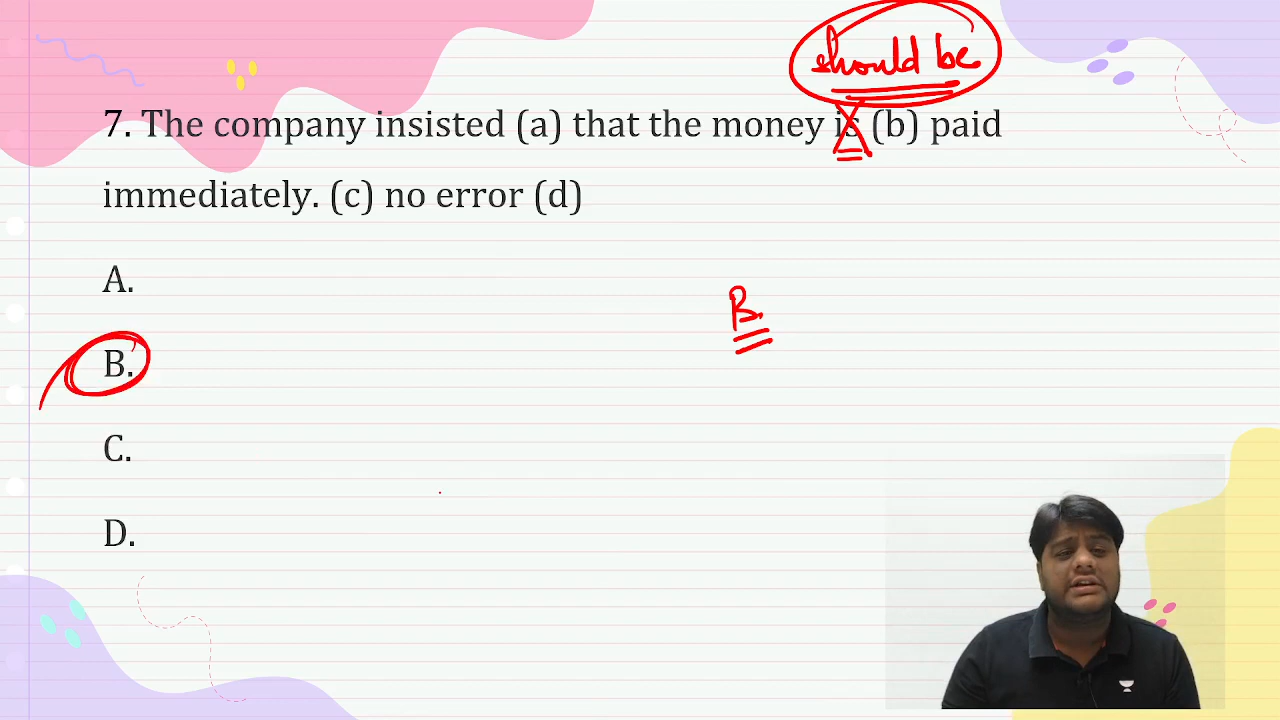 should be
7. The company insisted (a) that the money is (b) paid
immediately. (c) no error (d)
A.
B.
B.
C.
D.